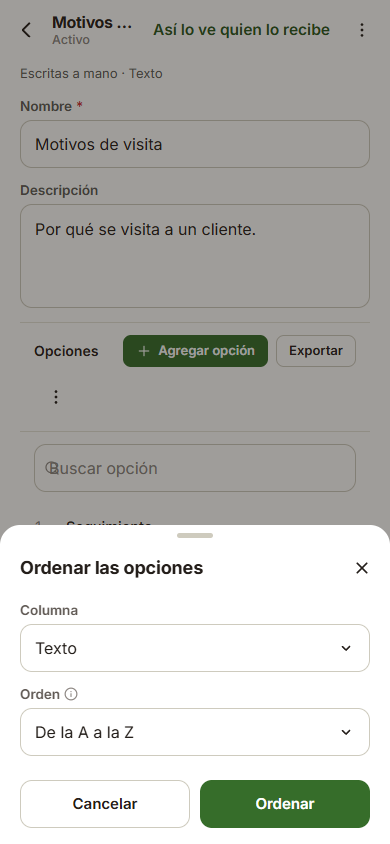 Motivos ...
Activo
Así lo ve quien lo recibe
Escritas a mano · Texto
Nombre *
Motivos de visita
Descripción
Por qué se visita a un cliente.
Opciones
+ Agregar opción
Exportar
Buscar opción
1 Seguimiento
Ordenar las opciones
Columna
Texto
Orden
De la A a la Z
Cancelar
Ordenar